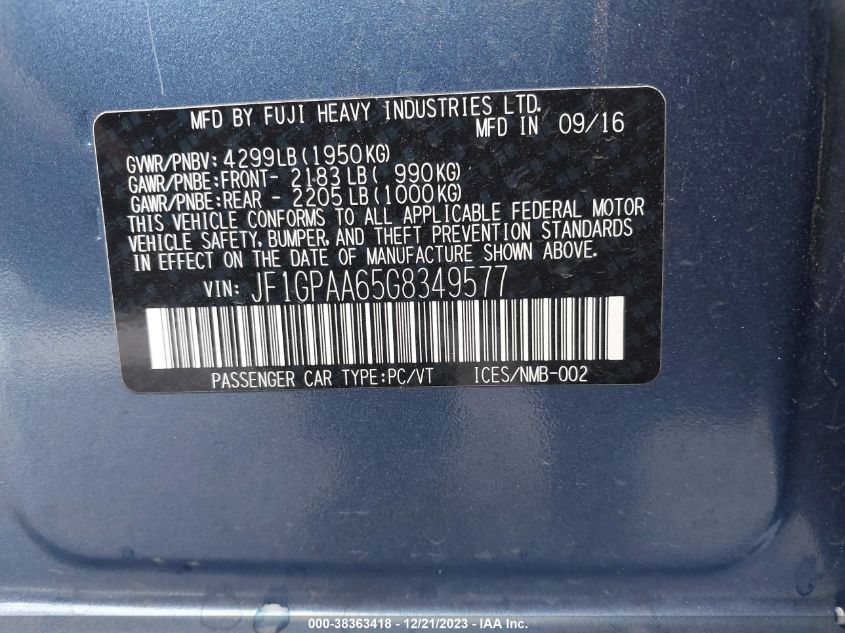 MFD BY FUJI HEAVY INDUSTRIES LTD.
MFD IN 09/16
GVWR/PNBV: 4299LB(1950KG)
GAWR/PNBE:FRONT- 2183LB( 990KG)
GAWR/PNBE:REAR - 2205LB(1000KG)
THIS VEHICLE CONFORMS TO ALL APPLICABLE FEDERAL MOTOR
VEHICLE SAFETY, BUMPER, AND THEFT PREVENTION STANDARDS
IN EFFECT ON THE DATE OF MANUFACTURE SHOWN ABOVE.
VIN: JF1GPAA65G8349577
PASSENGER CAR TYPE:PC/VT ICES/NMB-002
000-38363418 - 12/21/2023 - IAA Inc.